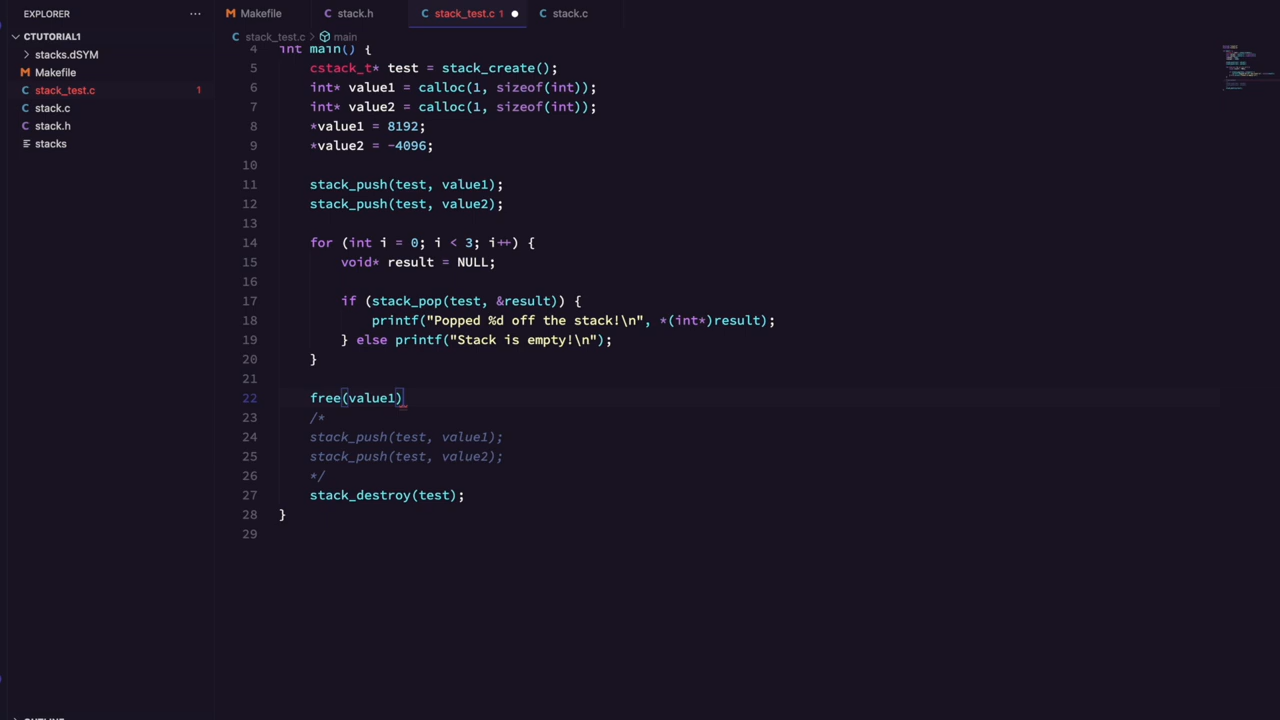 EXPLORER
···
Makefile
stack.h
stack_test.c 1
stack.c
CTUTORIAL1
stack_test.c > main
stacks.dSYM
Makefile
stack_test.c 1
stack.c
stack.h
stacks
4 int main() {
5 cstack_t* test = stack_create();
6 int* value1 = calloc(1, sizeof(int));
7 int* value2 = calloc(1, sizeof(int));
8 *value1 = 8192;
9 *value2 = -4096;
10
11 stack_push(test, value1);
12 stack_push(test, value2);
13
14 for (int i = 0; i < 3; i++) {
15 void* result = NULL;
16
17 if (stack_pop(test, &result)) {
18 printf("Popped %d off the stack!\n", *(int*)result);
19 } else printf("Stack is empty!\n");
20 }
21
22 free(value1)
23 /*
24 stack_push(test, value1);
25 stack_push(test, value2);
26 */
27 stack_destroy(test);
28 }
29
OUTLINE